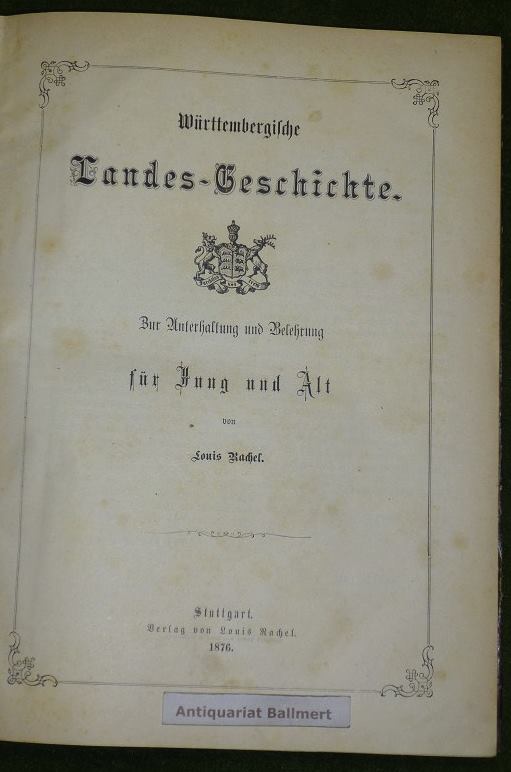 Württembergische
Landes-Geschichte.
Zur Unterhaltung und Belehrung
für Jung und Alt
von
Louis Rachel.
Stuttgart.
Verlag von Louis Rachel.
1876.
Antiquariat Ballmert